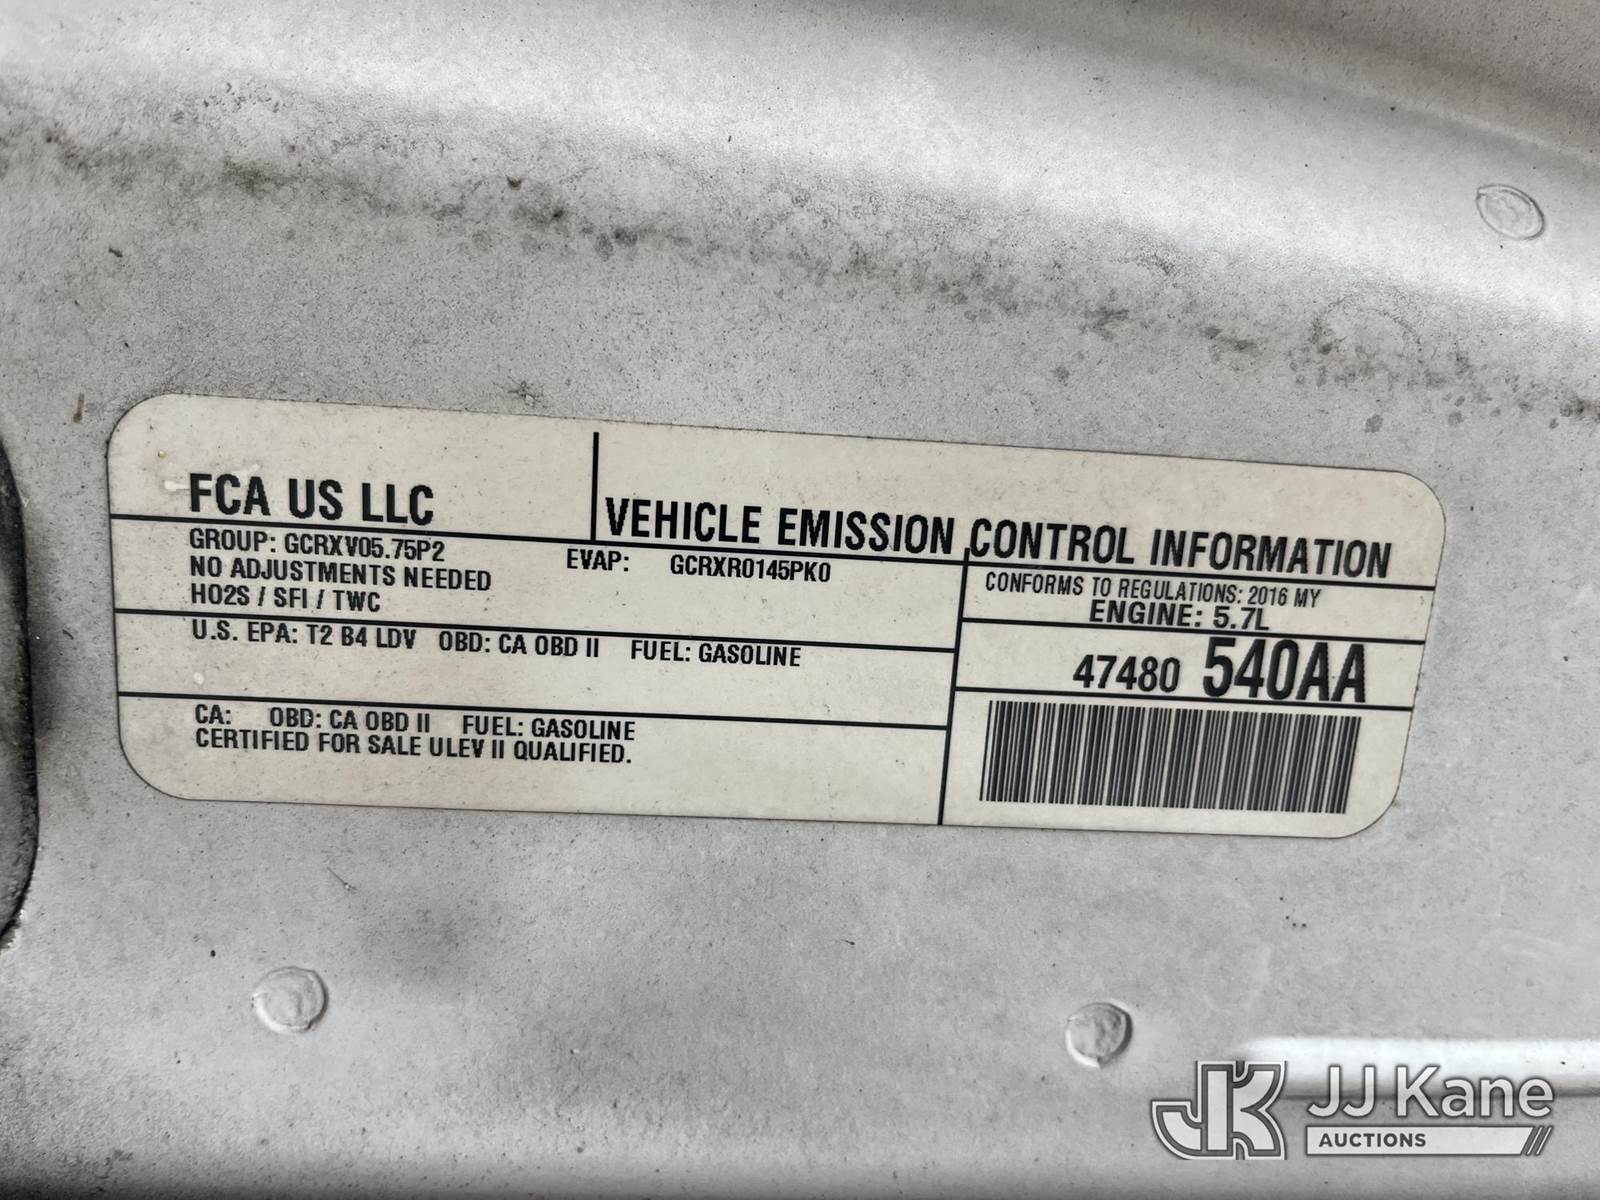 FCA US LLC
VEHICLE EMISSION CONTROL INFORMATION
GROUP: GCRXV05.75P2
EVAP: GCRXR0145PK0
NO ADJUSTMENTS NEEDED
HO2S / SFI / TWC
CONFORMS TO REGULATIONS: 2016 MY
ENGINE: 5.7L
U.S. EPA: T2 B4 LDV OBD: CA OBD II FUEL: GASOLINE
47480 540AA
CA: OBD: CA OBD II FUEL: GASOLINE
CERTIFIED FOR SALE ULEV II QUALIFIED.
JK JJ Kane
AUCTIONS